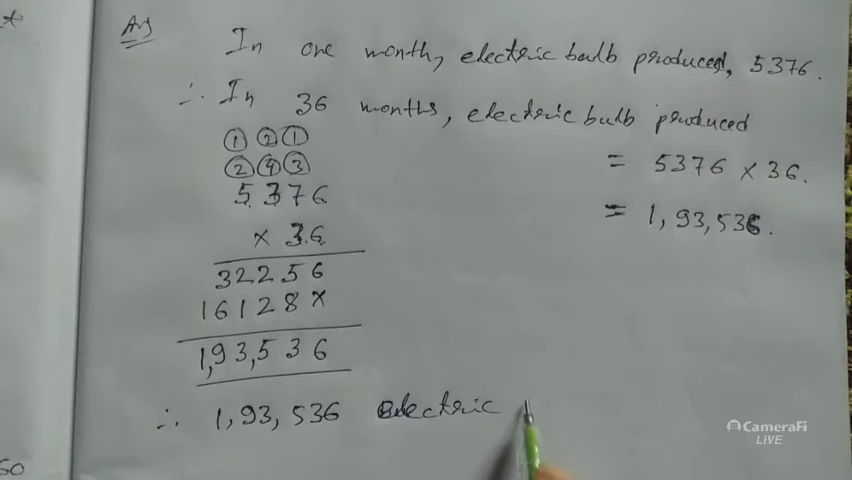 Ans
In one month, electric bulb produced, 5376.
∴ In 36 months, electric bulb produced
= 5376 × 36.
= 1,93,536.
① ② ①
② ④ ③
5376
× 36
32256
16128×
1,93,536
∴ 1,93,536 electric
CameraFi
LIVE
60